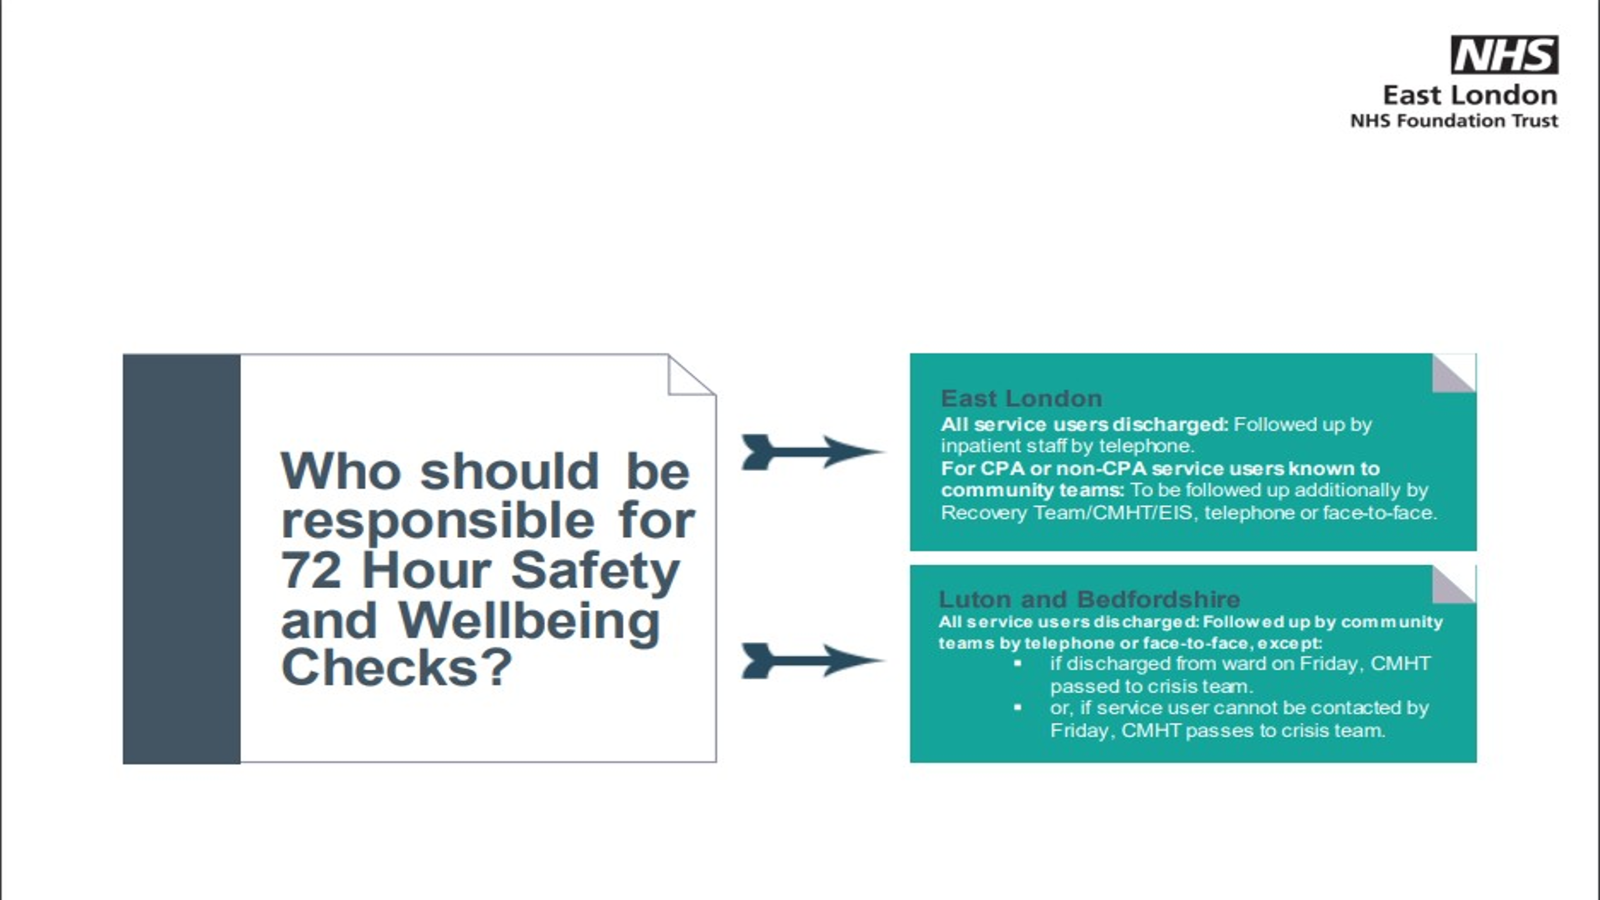 NHS
East London
NHS Foundation Trust
Who should be
responsible for
72 Hour Safety
and Wellbeing
Checks?
East London
All service users discharged: Followed up by
inpatient staff by telephone.
For CPA or non-CPA service users known to
community teams: To be followed up additionally by
Recovery Team/CMHT/EIS, telephone or face-to-face.
Luton and Bedfordshire
All service users discharged: Followed up by community
teams by telephone or face-to-face, except:
▪ if discharged from ward on Friday, CMHT
passed to crisis team.
▪ or, if service user cannot be contacted by
Friday, CMHT passes to crisis team.